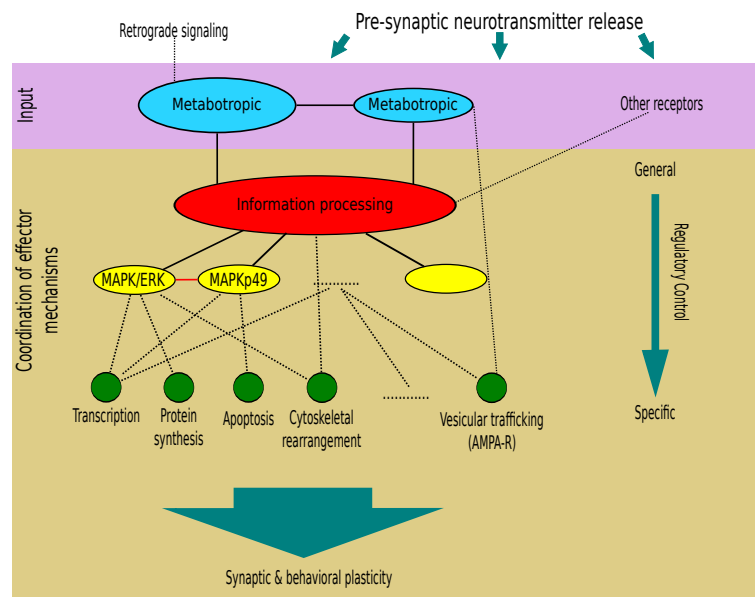 Pre-synaptic neurotransmitter release
Retrograde signaling
Input
Metabotropic
Metabotropic
Other receptors
General
Information processing
Coordination of effector
mechanisms
MAPK/ERK
MAPKp49
..........
Regulatory Control
Transcription
Protein
synthesis
Apoptosis
Cytoskeletal
rearrangement
..........
Vesicular trafficking
(AMPA-R)
Specific
Synaptic & behavioral plasticity